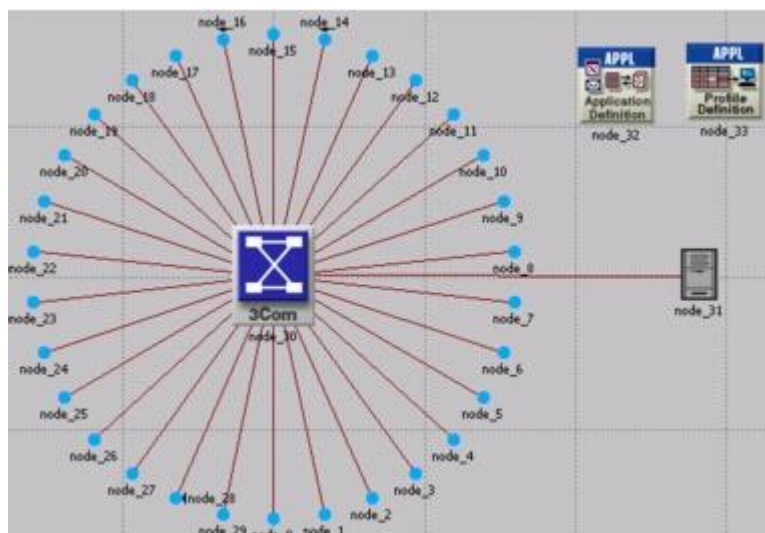 node_16
node_14
node_15
node_17
node_13
node_18
node_12
node_19
node_11
node_20
node_10
node_21
node_9
node_22
node_8
node_23
node_7
node_24
node_6
node_25
node_5
node_26
node_4
node_27
node_3
node_28
node_2
node_29
node_1
3Com
node_30
APPL
Application
Definition
node_32
APPL
Profile
Definition
node_33
node_31